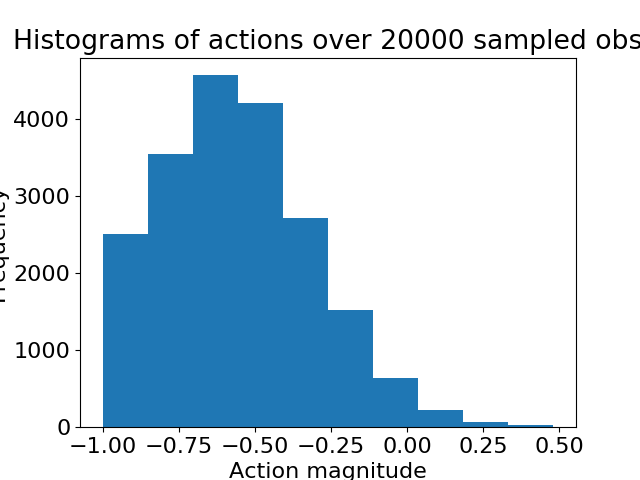 Histograms of actions over 20000 sampled obs
4000
3000
2000
1000
0
Frequency
−1.00 −0.75 −0.50 −0.25 0.00 0.25 0.50
Action magnitude